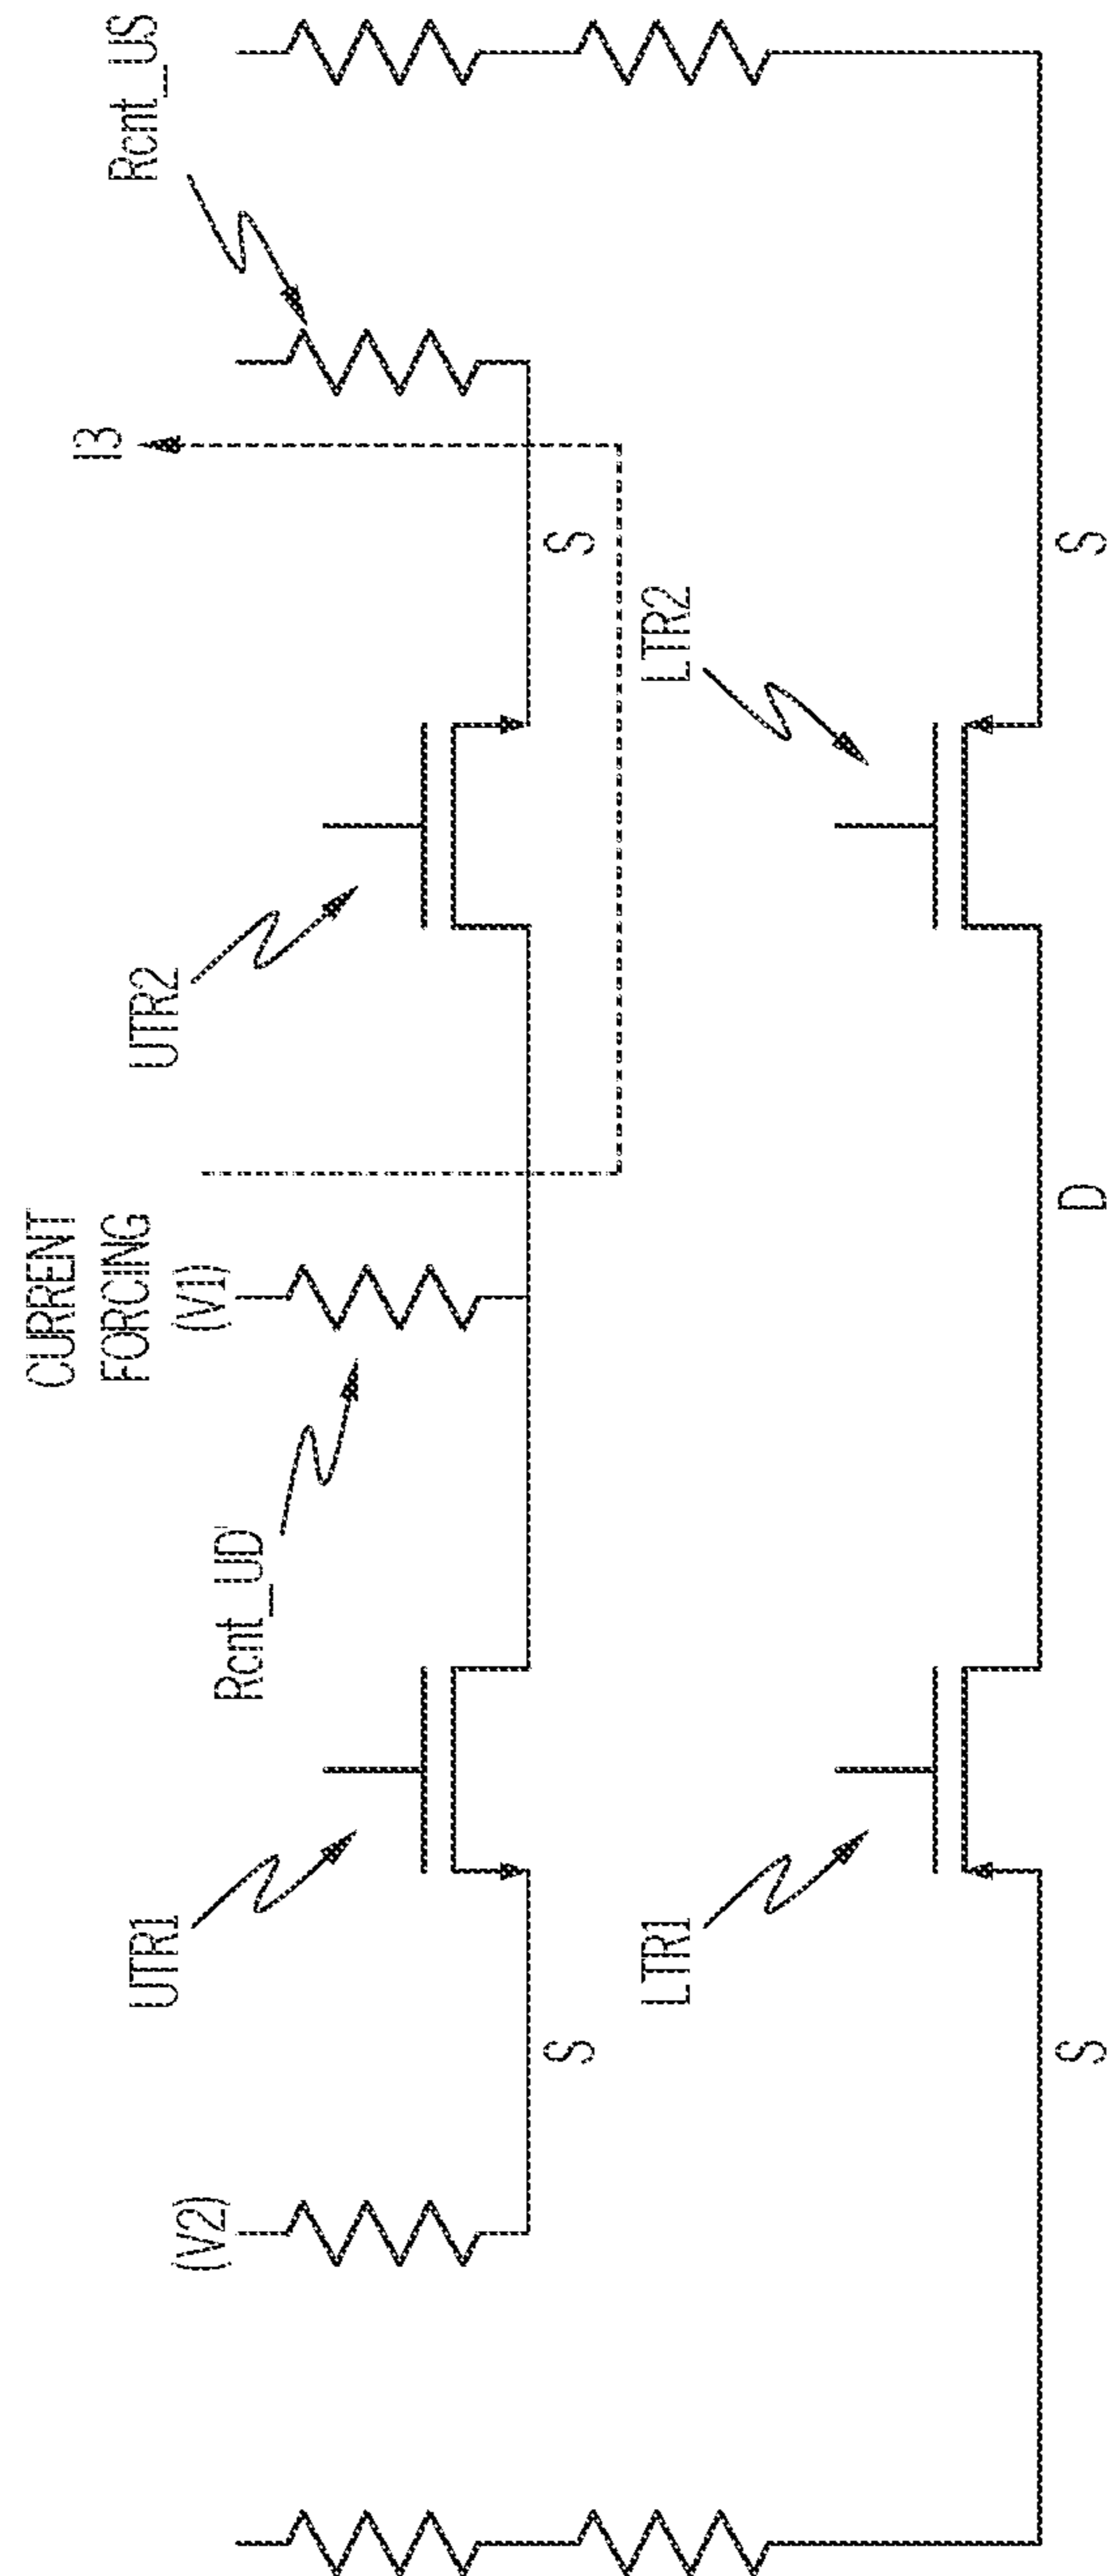 CURRENT
FORCING
(V1)
I3
Rcnt_US
UTR1
UTR2
(V2)
Rcnt_UD'
S
S
LTR1
LTR2
S
D
S